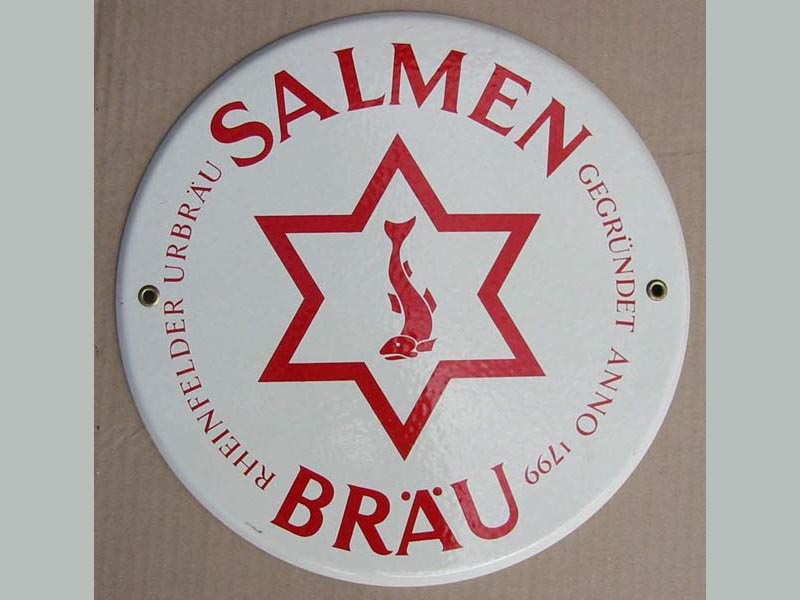 SALMEN
BRÄU
RHEINFELDER URBRÄU
GEGRÜNDET ANNO 1799